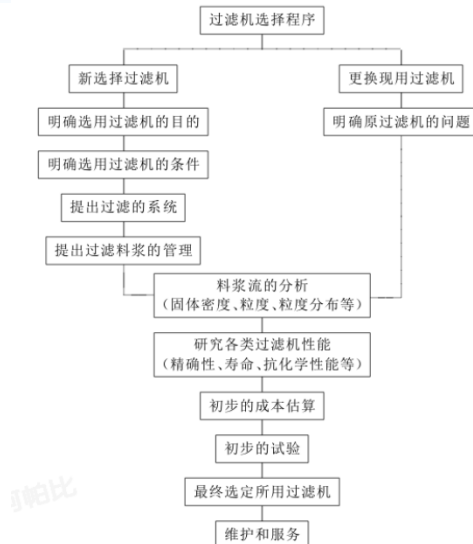 过滤机选择程序
新选择过滤机
更换现用过滤机
明确选用过滤机的目的
明确原过滤机的问题
明确选用过滤机的条件
提出过滤的系统
提出过滤料浆的管理
料浆流的分析
(固体密度、粒度、粒度分布等)
研究各类过滤机性能
(精确性、寿命、抗化学性能等)
初步的成本估算
初步的试验
最终选定所用过滤机
维护和服务